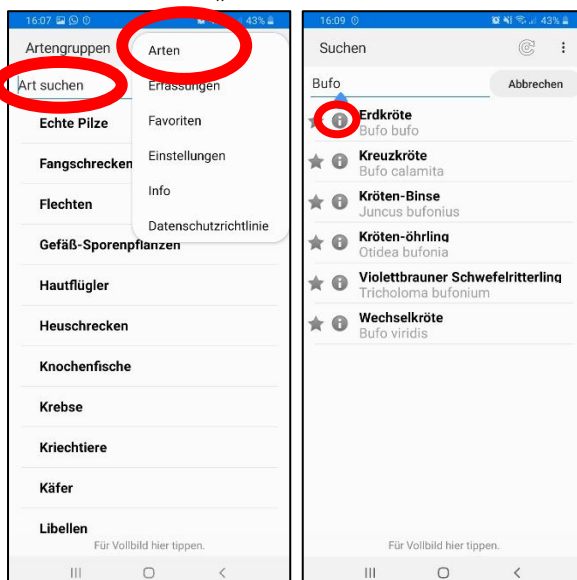 16:07 43%
Artengruppen
Arten
Art suchen
Erfassungen
Echte Pilze
Favoriten
Fangschrecken
Einstellungen
Info
Flechten
Datenschutzrichtlinie
Gefäß-Sporenpflanzen
Hautflügler
Heuschrecken
Knochenfische
Krebse
Kriechtiere
Käfer
Libellen
Für Vollbild hier tippen.
16:09 43%
Suchen
Bufo
Abbrechen
Erdkröte
Bufo bufo
Kreuzkröte
Bufo calamita
Kröten-Binse
Juncus bufonius
Kröten-öhrling
Otidea bufonia
Violettbrauner Schwefelritterling
Tricholoma bufonium
Wechselkröte
Bufo viridis
Für Vollbild hier tippen.